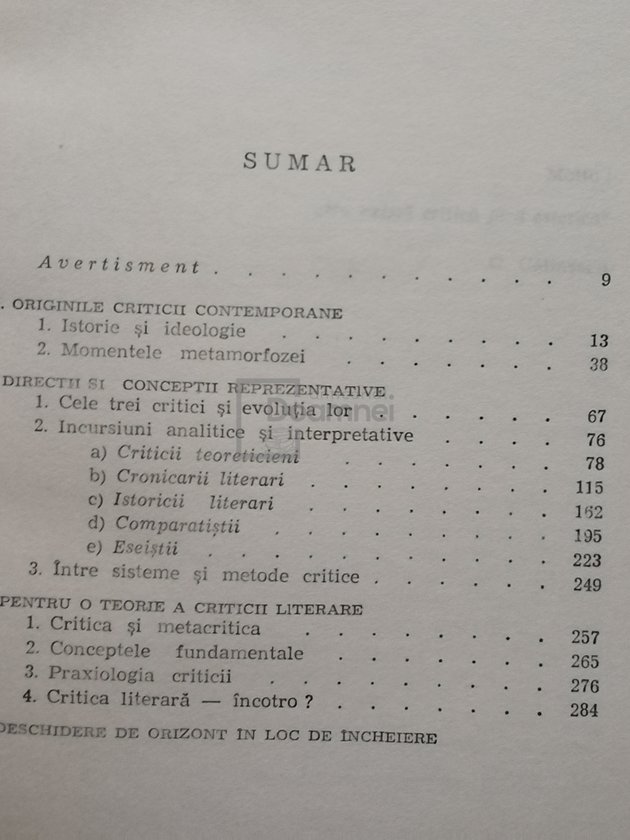 SUMAR
Avertisment . . . . . . . . . . . 9
. ORIGINILE CRITICII CONTEMPORANE
1. Istorie și ideologie . . . . . . . . 13
2. Momentele metamorfozei . . . . . . 38
DIRECTII SI CONCEPTII REPREZENTATIVE
1. Cele trei critici și evoluția lor . . . . . . 67
2. Incursiuni analitice și interpretative . . . . 76
a) Criticii teoreticieni . . . . . . . 78
b) Cronicarii literari . . . . . . . 115
c) Istoricii literari . . . . . . . 162
d) Comparatiștii . . . . . . . . 195
e) Eseiștii . . . . . . . . . . 223
3. Între sisteme și metode critice . . . . . . 249
PENTRU O TEORIE A CRITICII LITERARE
1. Critica și metacritica . . . . . . . . 257
2. Conceptele fundamentale . . . . . . . 265
3. Praxiologia criticii . . . . . . . . . 276
4. Critica literară — încotro ? . . . . . . . 284
DESCHIDERE DE ORIZONT ÎN LOC DE ÎNCHEIERE